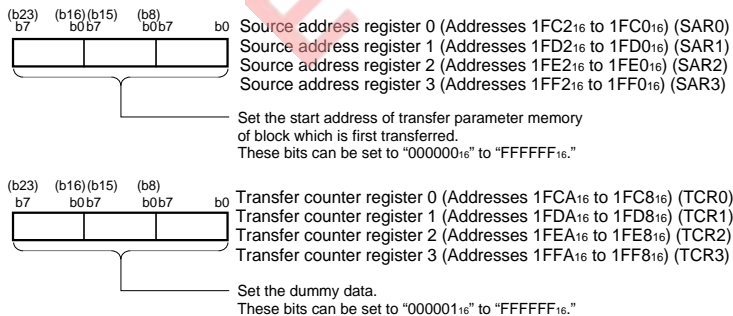 (b23) (b16)(b15) (b8)
b7 b0 b7 b0 b7 b0
Source address register 0 (Addresses 1FC2₁₆ to 1FC0₁₆) (SAR0)
Source address register 1 (Addresses 1FD2₁₆ to 1FD0₁₆) (SAR1)
Source address register 2 (Addresses 1FE2₁₆ to 1FE0₁₆) (SAR2)
Source address register 3 (Addresses 1FF2₁₆ to 1FF0₁₆) (SAR3)
Set the start address of transfer parameter memory
of block which is first transferred.
These bits can be set to “000000₁₆” to “FFFFFF₁₆.”
(b23) (b16)(b15) (b8)
b7 b0 b7 b0 b7 b0
Transfer counter register 0 (Addresses 1FCA₁₆ to 1FC8₁₆) (TCR0)
Transfer counter register 1 (Addresses 1FDA₁₆ to 1FD8₁₆) (TCR1)
Transfer counter register 2 (Addresses 1FEA₁₆ to 1FE8₁₆) (TCR2)
Transfer counter register 3 (Addresses 1FFA₁₆ to 1FF8₁₆) (TCR3)
Set the dummy data.
These bits can be set to “000001₁₆” to “FFFFFF₁₆.”